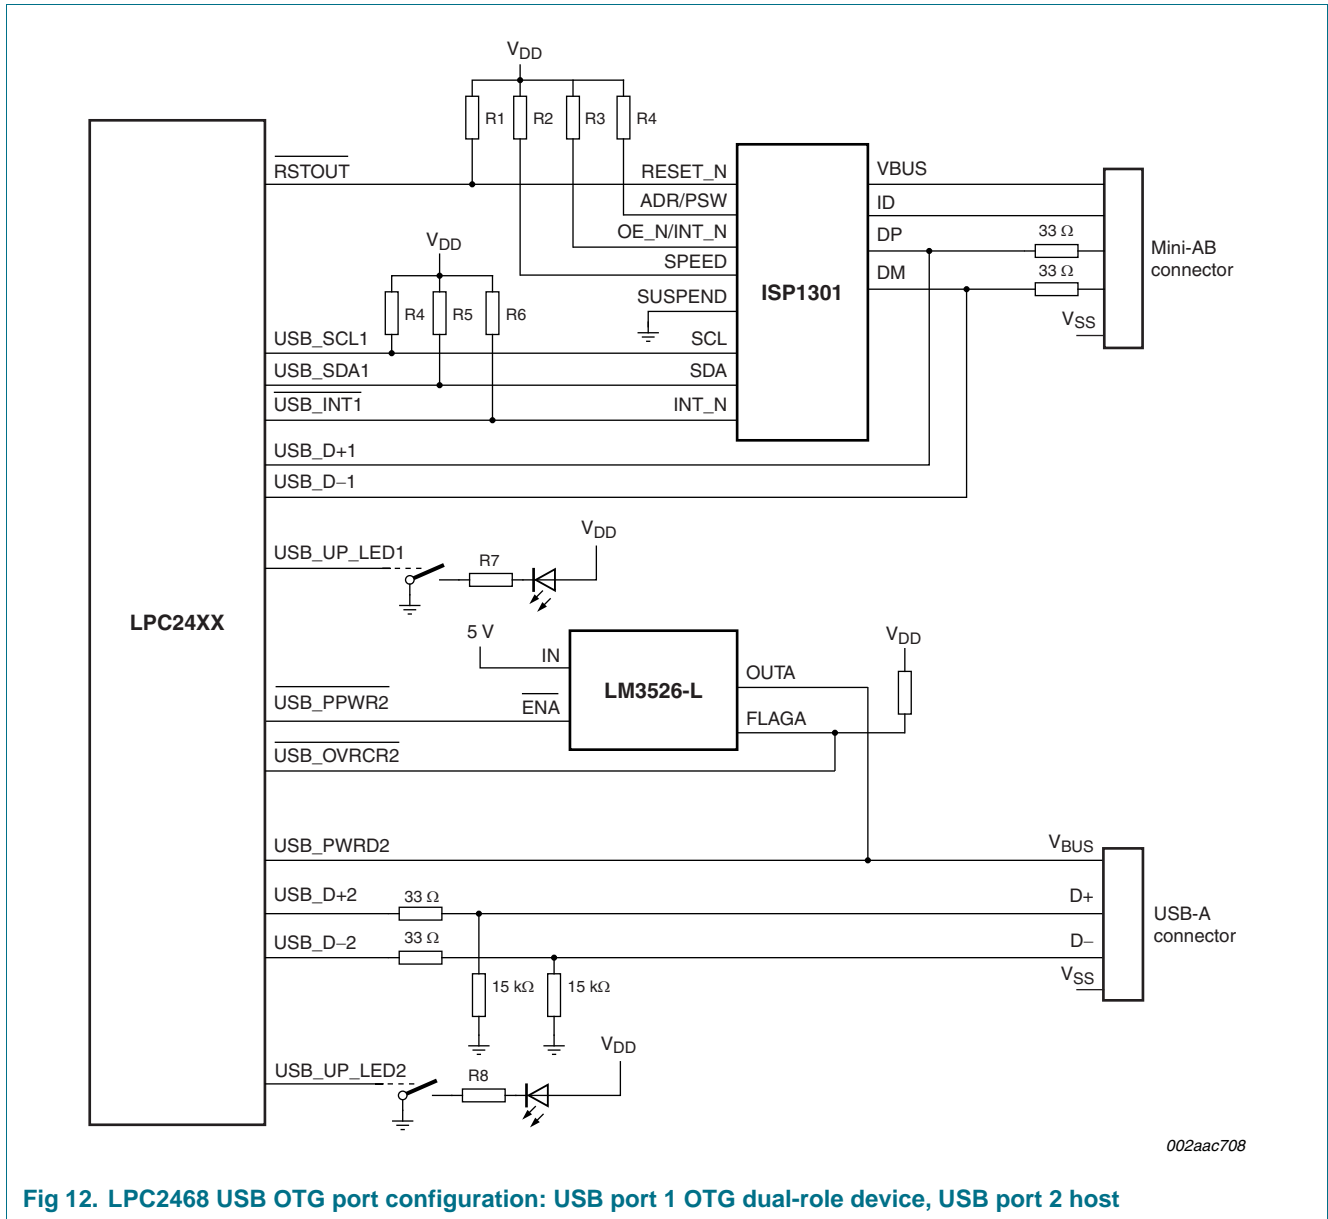 VDD
R1 R2 R3 R4
RSTOUT
RESET_N
VBUS
ADR/PSW
ID
OE_N/INT_N
DP
33 Ω
SPEED
DM
33 Ω
Mini-AB
connector
ISP1301
VDD
SUSPEND
VSS
R4 R5 R6
USB_SCL1
SCL
USB_SDA1
SDA
USB_INT1
INT_N
USB_D+1
USB_D−1
VDD
USB_UP_LED1
R7
LPC24XX
5 V
IN
VDD
LM3526-L
OUTA
USB_PPWR2
ENA
FLAGA
USB_OVRCR2
USB_PWRD2
VBUS
USB_D+2
33 Ω
D+
USB-A
connector
USB_D−2
33 Ω
D−
VSS
15 kΩ
15 kΩ
VDD
USB_UP_LED2
R8
002aac708
Fig 12. LPC2468 USB OTG port configuration: USB port 1 OTG dual-role device, USB port 2 host